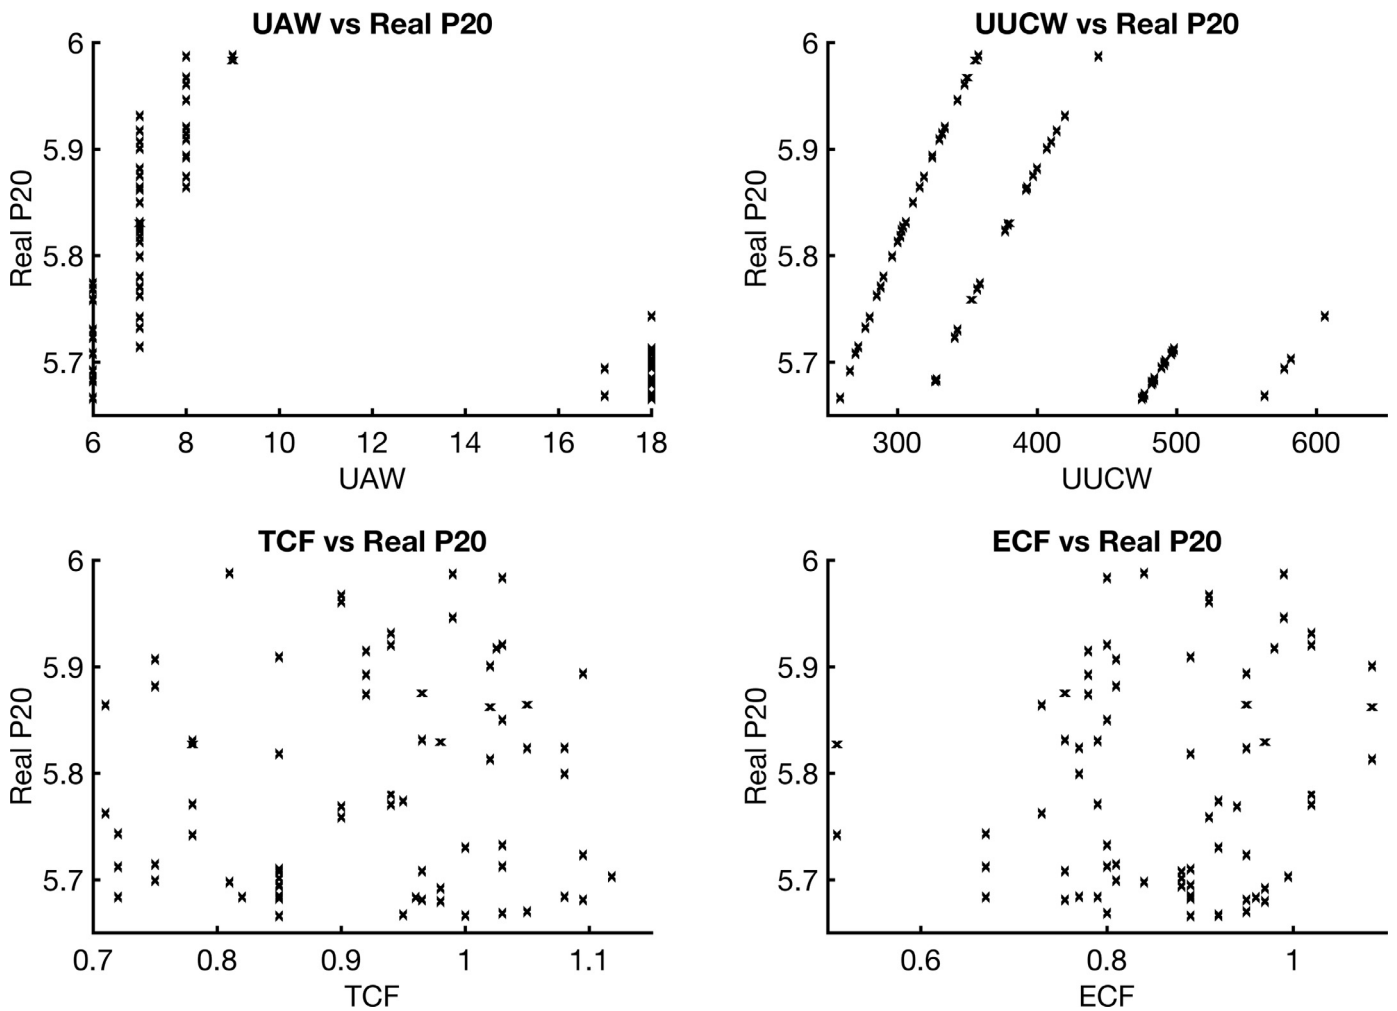 UAW vs Real P20
6
5.9
5.8
5.7
Real P20
6 8 10 12 14 16 18
UAW
UUCW vs Real P20
6
5.9
5.8
5.7
Real P20
300 400 500 600
UUCW
TCF vs Real P20
6
5.9
5.8
5.7
Real P20
0.7 0.8 0.9 1 1.1
TCF
ECF vs Real P20
6
5.9
5.8
5.7
Real P20
0.6 0.8 1
ECF